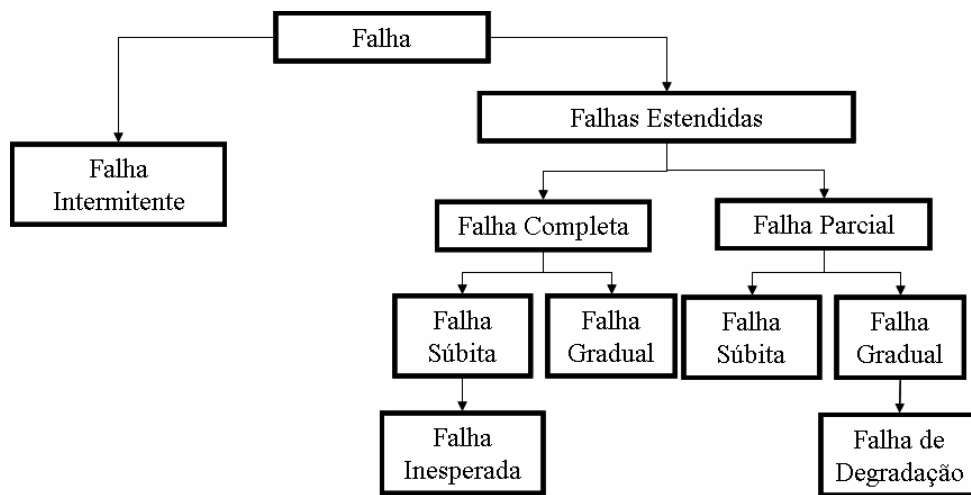 Falha
Falhas Estendidas
Falha
Intermitente
Falha Completa
Falha Parcial
Falha
Súbita
Falha
Gradual
Falha
Súbita
Falha
Gradual
Falha
Inesperada
Falha de
Degradação